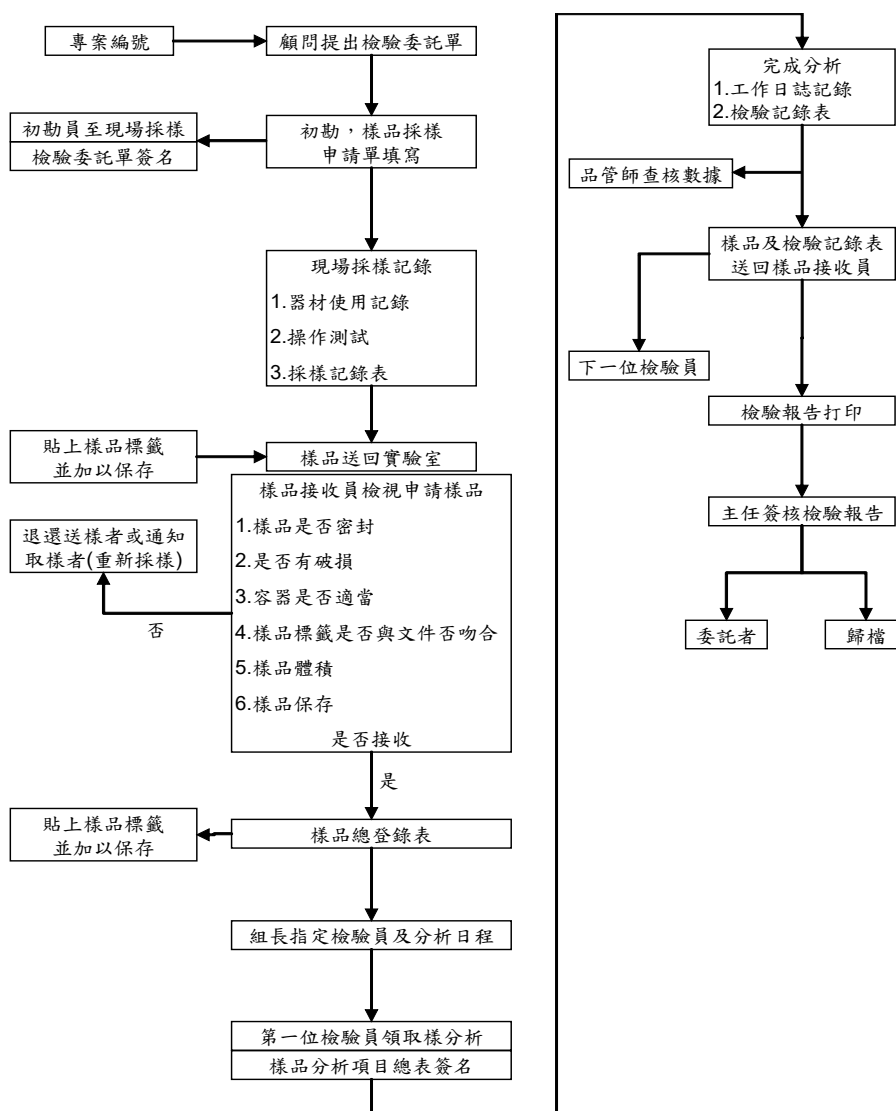 專案編號
顧問提出檢驗委託單
初勘員至現場採樣
檢驗委託單簽名
初勘，樣品採樣
申請單填寫
現場採樣記錄
1.器材使用記錄
2.操作測試
3.採樣記錄表
貼上樣品標籤
並加以保存
樣品送回實驗室
樣品接收員檢視申請樣品
1.樣品是否密封
2.是否有破損
3.容器是否適當
4.樣品標籤是否與文件否吻合
5.樣品體積
6.樣品保存
是否接收
退還送樣者或通知
取樣者(重新採樣)
否
是
貼上樣品標籤
並加以保存
樣品總登錄表
組長指定檢驗員及分析日程
第一位檢驗員領取樣分析
樣品分析項目總表簽名
完成分析
1.工作日誌記錄
2.檢驗記錄表
品管師查核數據
樣品及檢驗記錄表
送回樣品接收員
下一位檢驗員
檢驗報告打印
主任簽核檢驗報告
委託者
歸檔